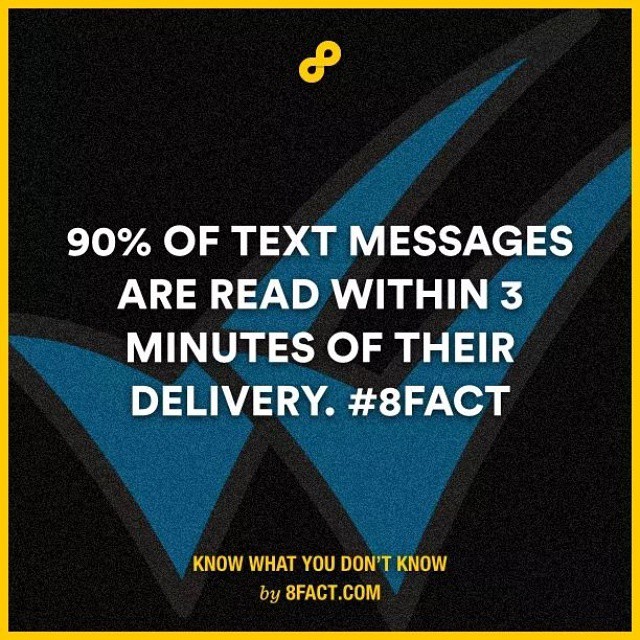 90% OF TEXT MESSAGES
ARE READ WITHIN 3
MINUTES OF THEIR
DELIVERY. #8FACT
KNOW WHAT YOU DON'T KNOW
by 8FACT.COM